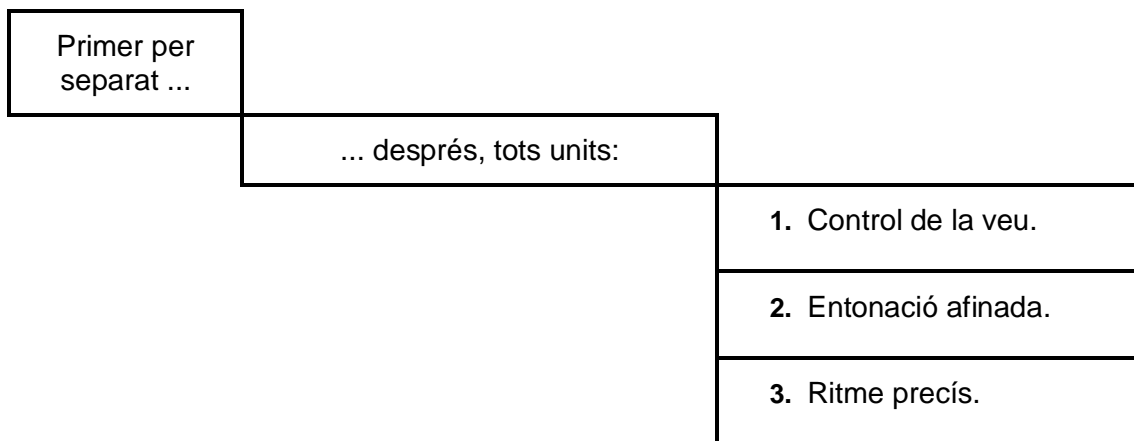 Primer per
separat ...
... després, tots units:
1. Control de la veu.
2. Entonació afinada.
3. Ritme precís.